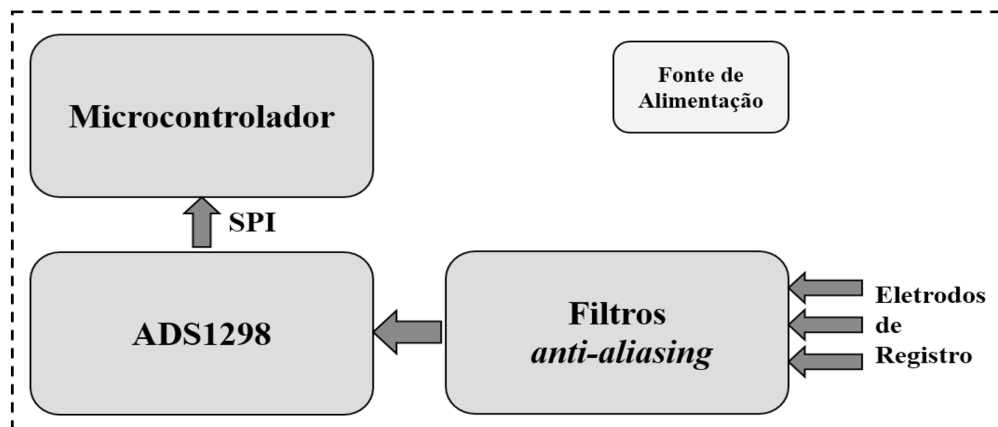 Microcontrolador
Fonte de
Alimentação
SPI
ADS1298
Filtros
anti-aliasing
Eletrodos
de
Registro